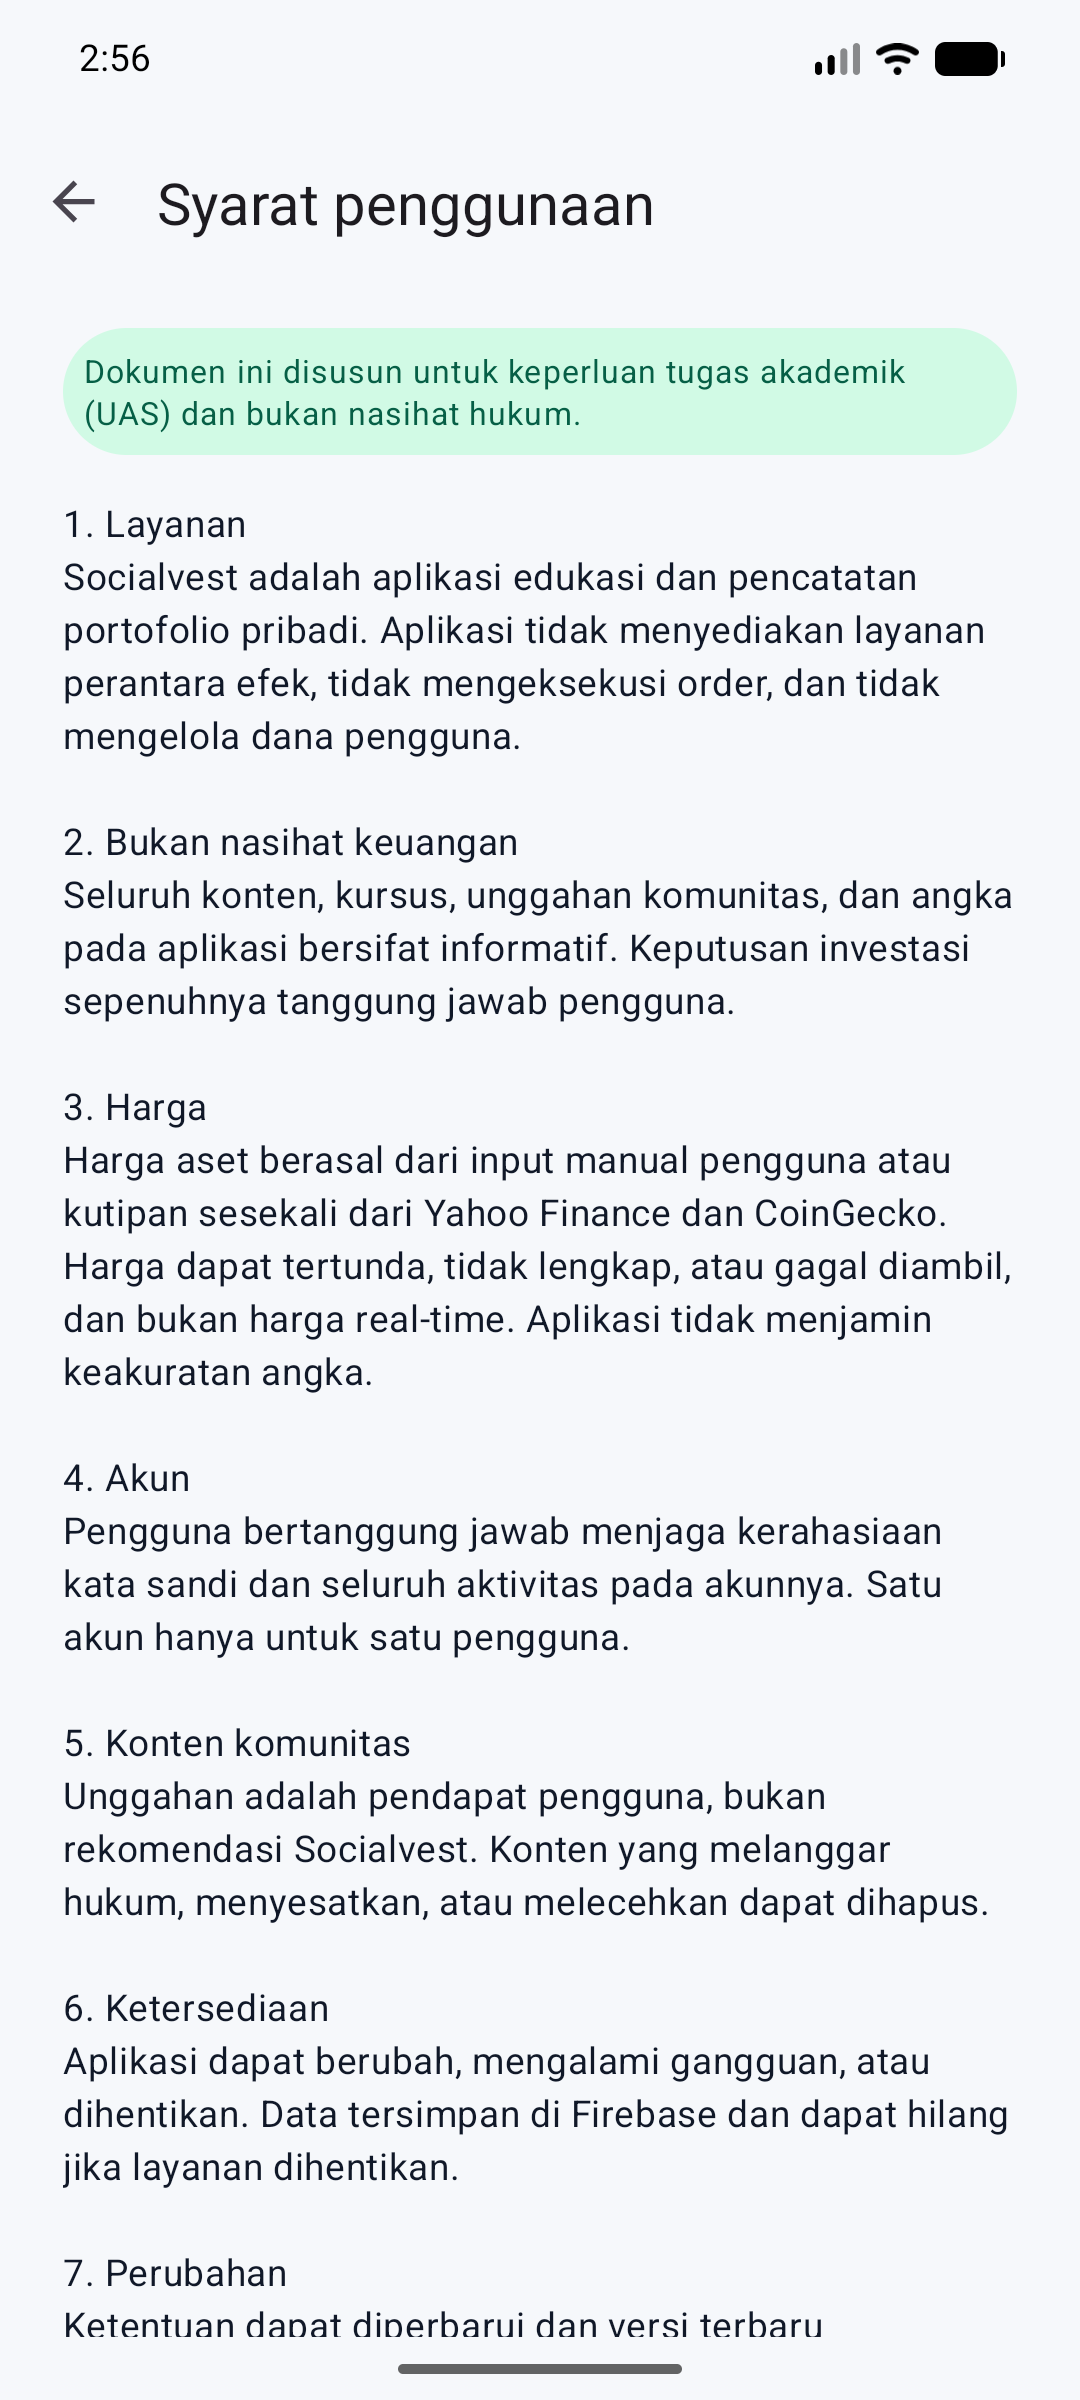 2:56
Syarat penggunaan
Dokumen ini disusun untuk keperluan tugas akademik
(UAS) dan bukan nasihat hukum.
1. Layanan
Socialvest adalah aplikasi edukasi dan pencatatan
portofolio pribadi. Aplikasi tidak menyediakan layanan
perantara efek, tidak mengeksekusi order, dan tidak
mengelola dana pengguna.
2. Bukan nasihat keuangan
Seluruh konten, kursus, unggahan komunitas, dan angka
pada aplikasi bersifat informatif. Keputusan investasi
sepenuhnya tanggung jawab pengguna.
3. Harga
Harga aset berasal dari input manual pengguna atau
kutipan sesekali dari Yahoo Finance dan CoinGecko.
Harga dapat tertunda, tidak lengkap, atau gagal diambil,
dan bukan harga real-time. Aplikasi tidak menjamin
keakuratan angka.
4. Akun
Pengguna bertanggung jawab menjaga kerahasiaan
kata sandi dan seluruh aktivitas pada akunnya. Satu
akun hanya untuk satu pengguna.
5. Konten komunitas
Unggahan adalah pendapat pengguna, bukan
rekomendasi Socialvest. Konten yang melanggar
hukum, menyesatkan, atau melecehkan dapat dihapus.
6. Ketersediaan
Aplikasi dapat berubah, mengalami gangguan, atau
dihentikan. Data tersimpan di Firebase dan dapat hilang
jika layanan dihentikan.
7. Perubahan
Ketentuan dapat diperbarui dan versi terbaru